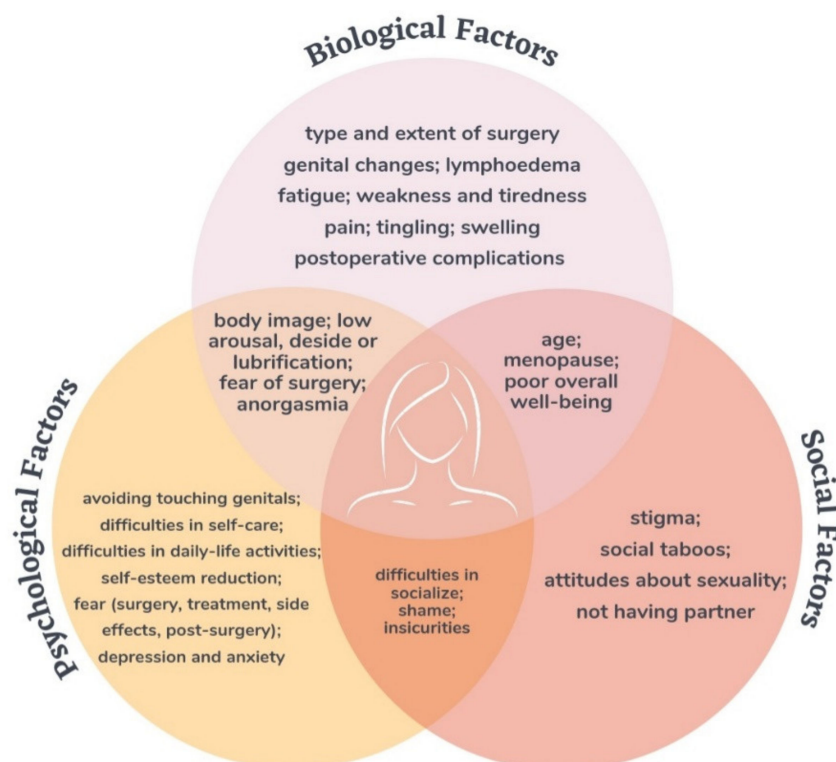 Biological Factors
type and extent of surgery
genital changes; lymphoedema
fatigue; weakness and tiredness
pain; tingling; swelling
postoperative complications
body image; low
arousal, deside or
lubrification;
fear of surgery;
anorgasmia
age;
menopause;
poor overall
well-being
Psychological Factors
avoiding touching genitals;
difficulties in self-care;
difficulties in daily-life activities;
self-esteem reduction;
fear (surgery, treatment, side
effects, post-surgery);
depression and anxiety
difficulties in
socialize;
shame;
insicurities
Social Factors
stigma;
social taboos;
attitudes about sexuality;
not having partner